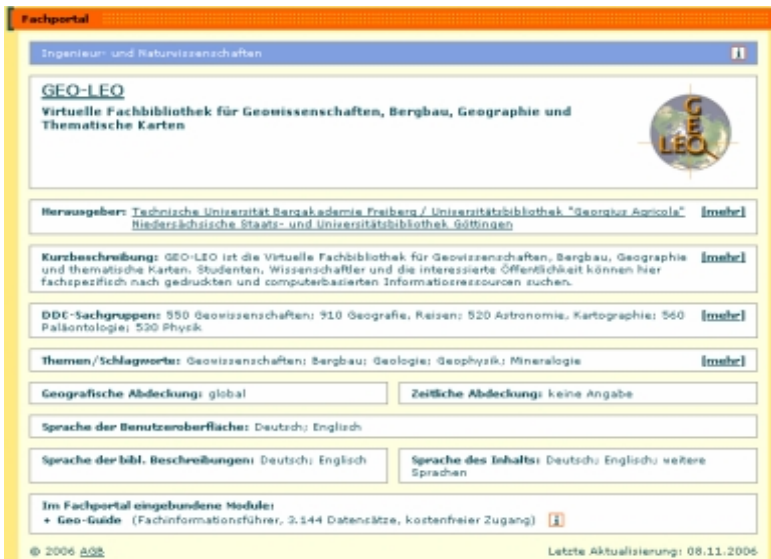 Fachportal
Ingenieur- und Naturwissenschaften
GEO-LEO
Virtuelle Fachbibliothek für Geowissenschaften, Bergbau, Geographie und
Thematische Karten
GEO
LEO
Herausgeber: Technische Universität Bergakademie Freiberg / Universitätsbibliothek "Georgius Agricola" [mehr]
Niedersächsische Staats- und Universitätsbibliothek Göttingen
Kurzbeschreibung: GEO-LEO ist die Virtuelle Fachbibliothek für Geowissenschaften, Bergbau, Geographie [mehr]
und thematische Karten. Studenten, Wissenschaftler und die interessierte Öffentlichkeit können hier
fachspezifisch nach gedruckten und computerbasierten Informationsressourcen suchen.
DDC-Sachgruppen: 550 Geowissenschaften; 910 Geografie, Reisen; 520 Astronomie, Kartographie; 560 [mehr]
Paläontologie; 530 Physik
Themen/Schlagworte: Geowissenschaften; Bergbau; Geologie; Geophysik; Mineralogie [mehr]
Geografische Abdeckung: global
Zeitliche Abdeckung: keine Angabe
Sprache der Benutzeroberfläche: Deutsch; Englisch
Sprache der bibl. Beschreibungen: Deutsch; Englisch
Sprache des Inhalts: Deutsch; Englisch; weitere
Sprachen
Im Fachportal eingebundene Module:
+ Geo-Guide (Fachinformationsführer, 3.144 Datensätze, kostenfreier Zugang) i
© 2006 AGB
Letzte Aktualisierung: 08.11.2006